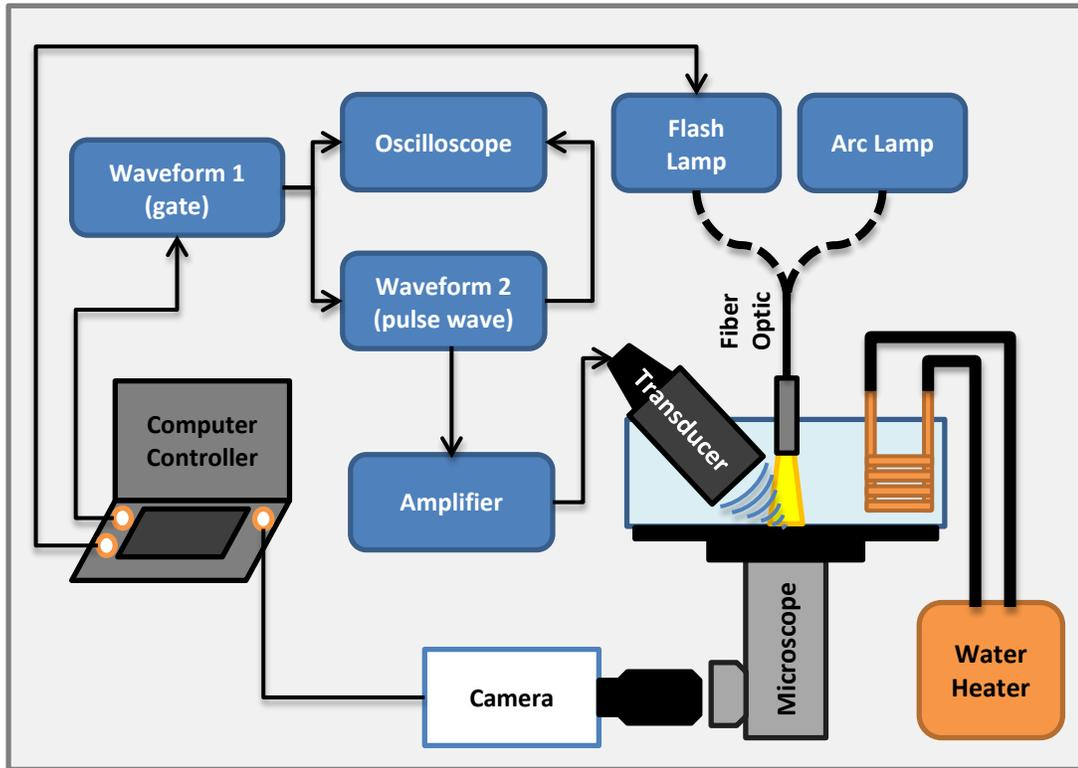 Flash
Lamp
Arc Lamp
Oscilloscope
Waveform 1
(gate)
Waveform 2
(pulse wave)
Fiber
Optic
Transducer
Computer
Controller
Amplifier
Microscope
Water
Heater
Camera